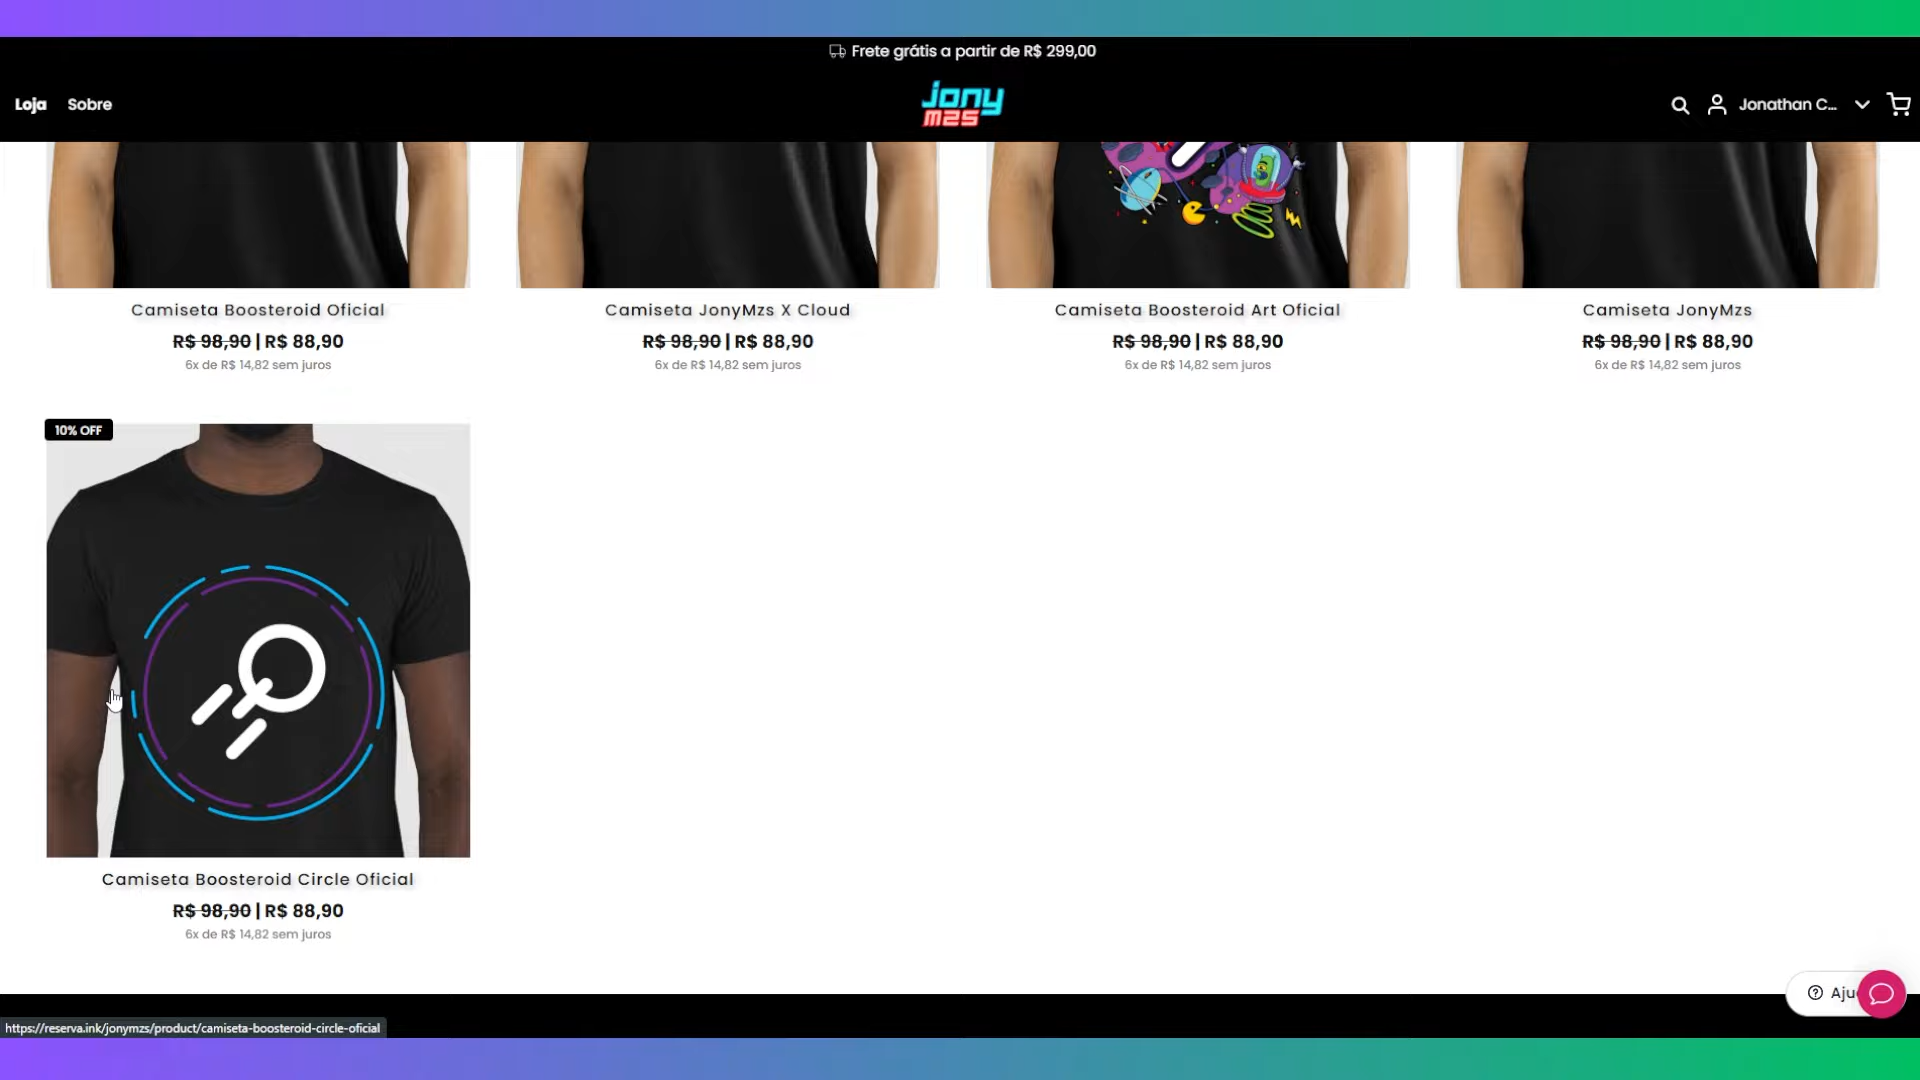 Frete grátis a partir de R$ 299,00
Loja
Sobre
jony
mzs
Jonathan C...
Camiseta Boosteroid Oficial
R$ 98,90 | R$ 88,90
6x de R$ 14,82 sem juros
Camiseta JonyMzs X Cloud
R$ 98,90 | R$ 88,90
6x de R$ 14,82 sem juros
Camiseta Boosteroid Art Oficial
R$ 98,90 | R$ 88,90
6x de R$ 14,82 sem juros
Camiseta JonyMzs
R$ 98,90 | R$ 88,90
6x de R$ 14,82 sem juros
10% OFF
Camiseta Boosteroid Circle Oficial
R$ 98,90 | R$ 88,90
6x de R$ 14,82 sem juros
https://reserva.ink/jonymzs/product/camiseta-boosteroid-circle-oficial